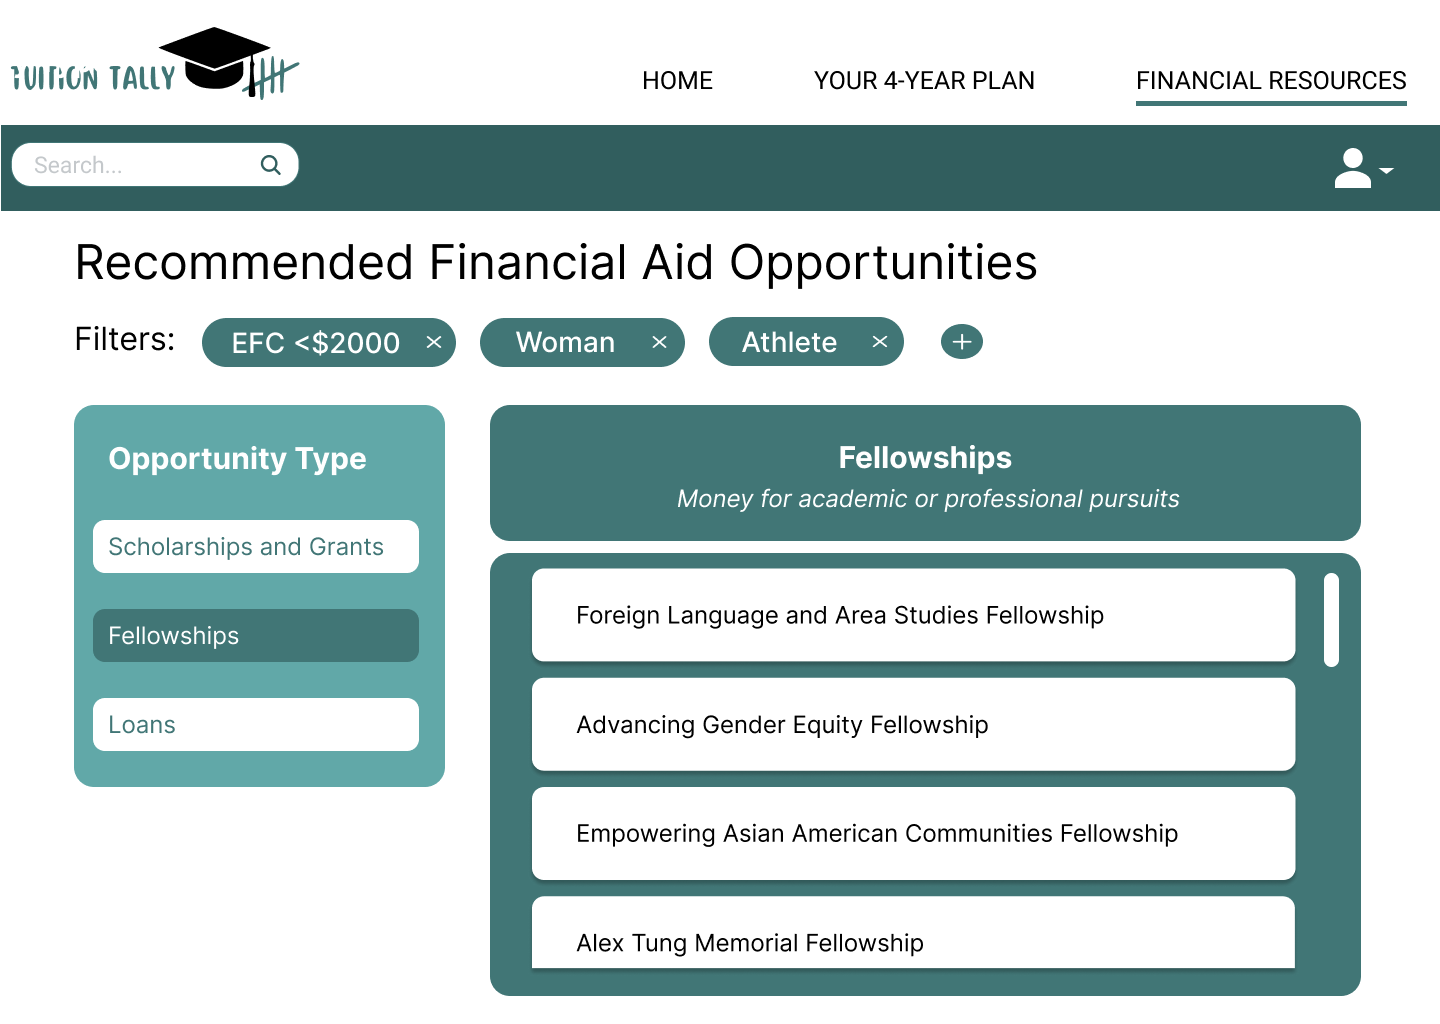 TUITION TALLY
HOME
YOUR 4-YEAR PLAN
FINANCIAL RESOURCES
Search...
Recommended Financial Aid Opportunities
Filters:
EFC <$2000
Woman
Athlete
Opportunity Type
Scholarships and Grants
Fellowships
Loans
Fellowships
Money for academic or professional pursuits
Foreign Language and Area Studies Fellowship
Advancing Gender Equity Fellowship
Empowering Asian American Communities Fellowship
Alex Tung Memorial Fellowship